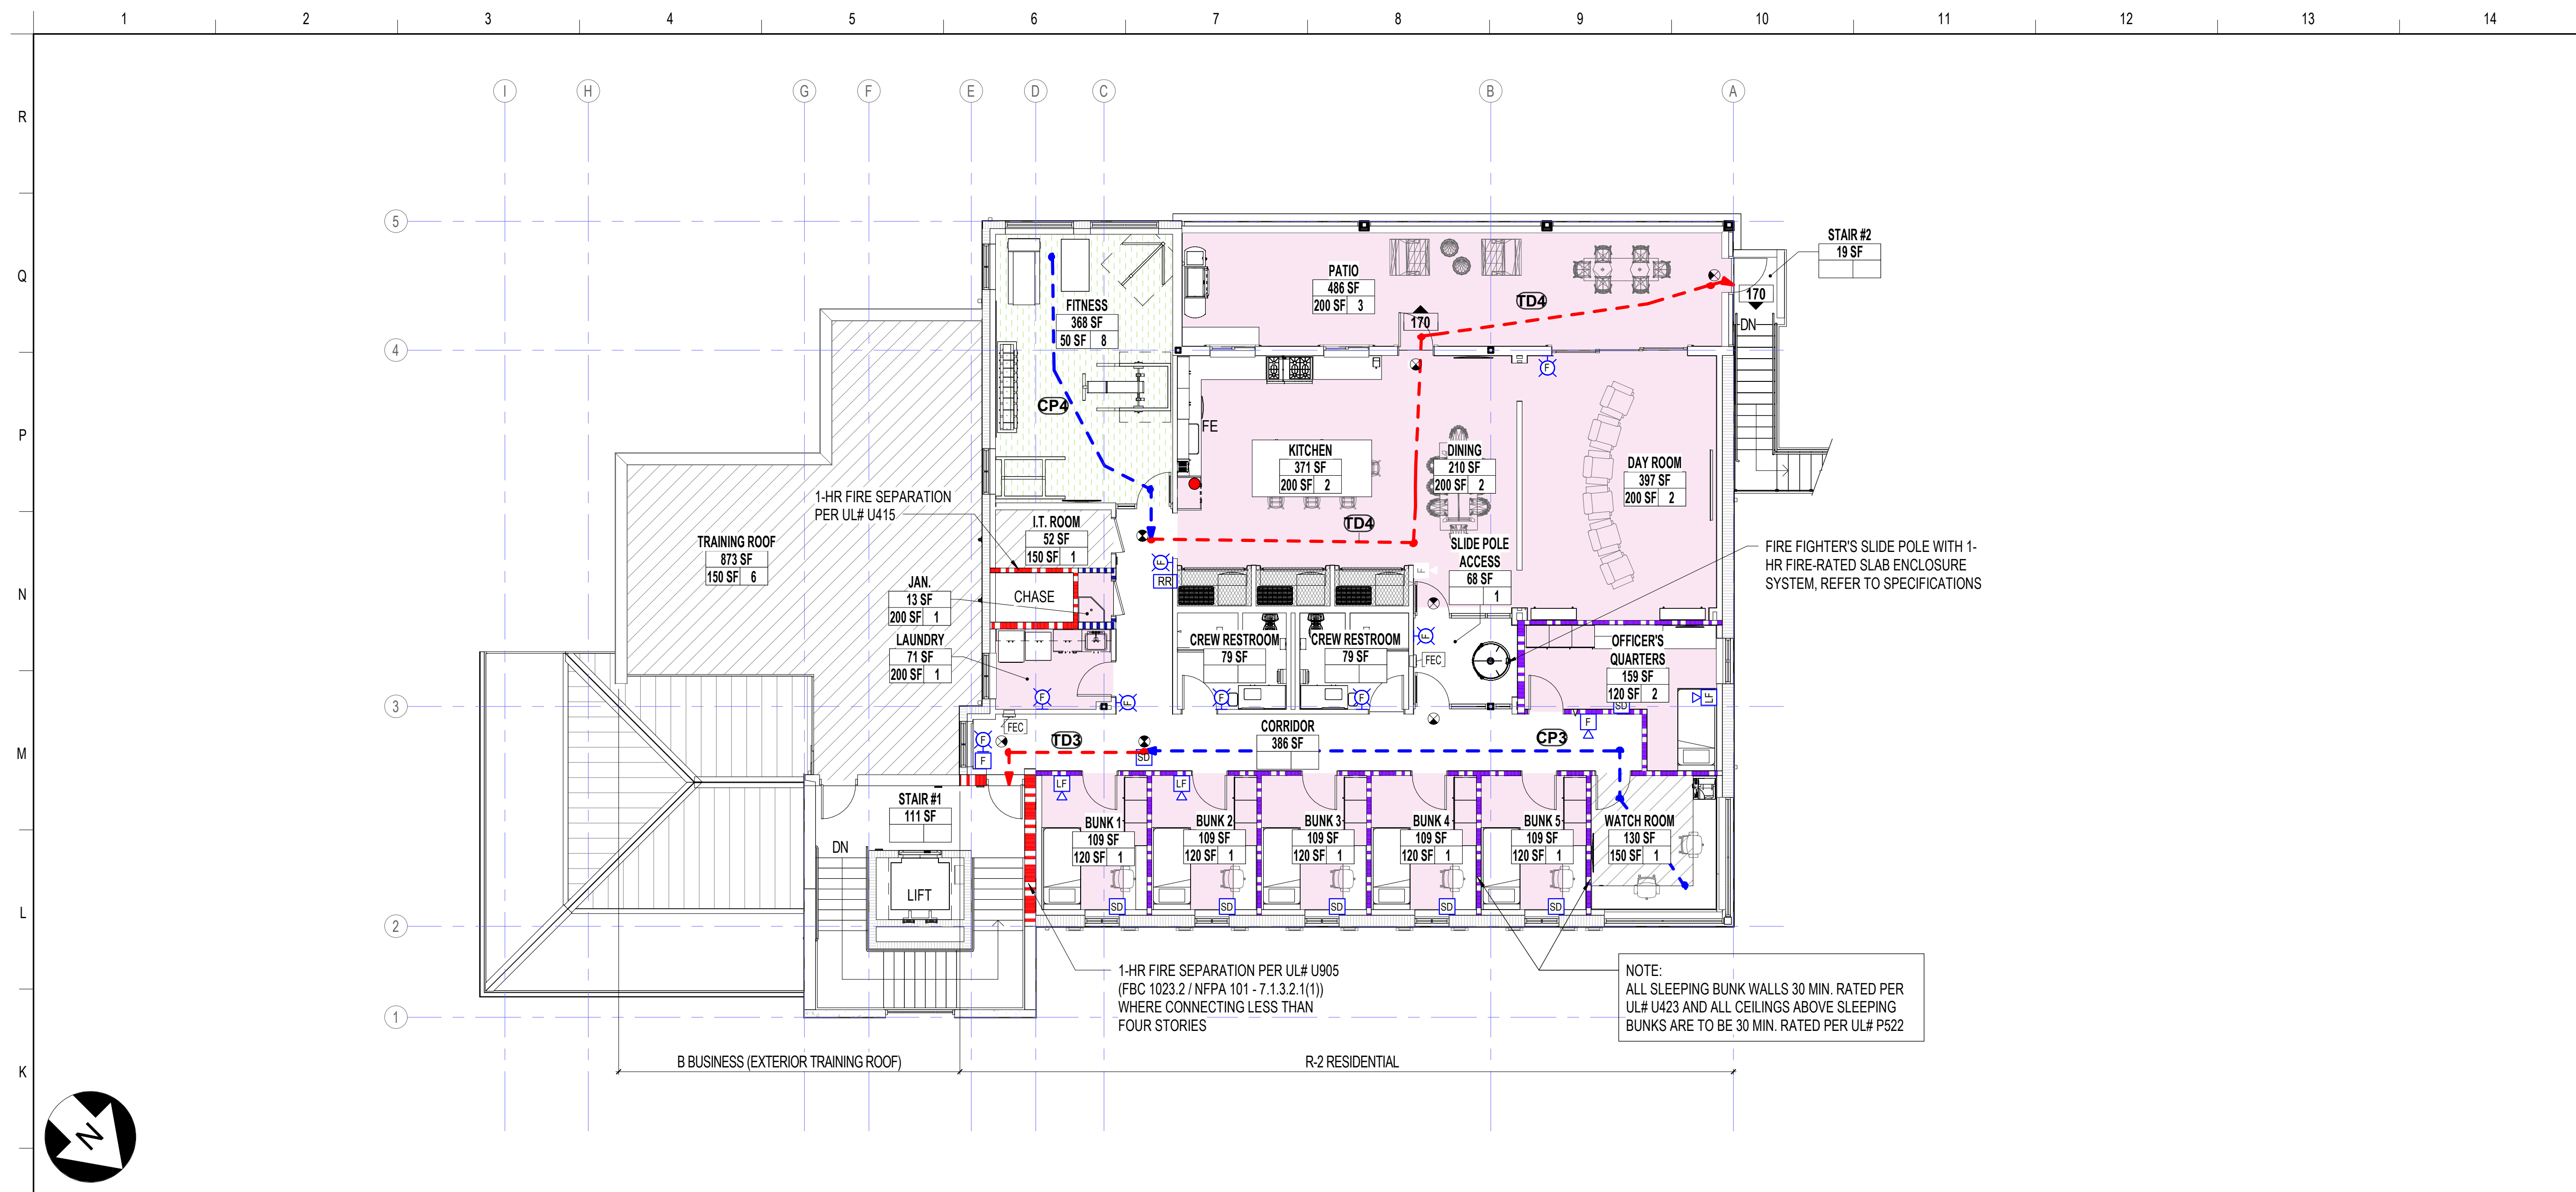 1 2 3 4 5 6 7 8 9 10 11 12 13 14
R
Q
P
N
M
L
K
I H G F E D C B A
5
4
3
2
1
STAIR #2
19 SF
170
DN
PATIO
486 SF
200 SF 3
TD4
170
FITNESS
368 SF
50 SF 8
CP4
F
FE
KITCHEN
371 SF
200 SF 2
DINING
210 SF
200 SF 2
DAY ROOM
397 SF
200 SF 2
TD4
1-HR FIRE SEPARATION
PER UL# U415
I.T. ROOM
52 SF
150 SF 1
TRAINING ROOF
873 SF
150 SF 6
SLIDE POLE
ACCESS
68 SF
1
FIRE FIGHTER'S SLIDE POLE WITH 1-
HR FIRE-RATED SLAB ENCLOSURE
SYSTEM, REFER TO SPECIFICATIONS
F
RR
F
JAN.
13 SF
200 SF 1
CHASE
LAUNDRY
71 SF
200 SF 1
CREW RESTROOM
79 SF
CREW RESTROOM
79 SF
F
FEC
OFFICER'S
QUARTERS
159 SF
120 SF 2
LF
SD
F
F
F
F
F
FEC
F
F
TD3
SD
CORRIDOR
386 SF
CP3
STAIR #1
111 SF
DN
LIFT
LF
LF
BUNK 1
109 SF
120 SF 1
BUNK 2
109 SF
120 SF 1
BUNK 3
109 SF
120 SF 1
BUNK 4
109 SF
120 SF 1
BUNK 5
109 SF
120 SF 1
WATCH ROOM
130 SF
150 SF 1
SD
SD
SD
SD
SD
1-HR FIRE SEPARATION PER UL# U905
(FBC 1023.2 / NFPA 101 - 7.1.3.2.1(1))
WHERE CONNECTING LESS THAN
FOUR STORIES
NOTE:
ALL SLEEPING BUNK WALLS 30 MIN. RATED PER
UL# U423 AND ALL CEILINGS ABOVE SLEEPING
BUNKS ARE TO BE 30 MIN. RATED PER UL# P522
B BUSINESS (EXTERIOR TRAINING ROOF)
R-2 RESIDENTIAL
N